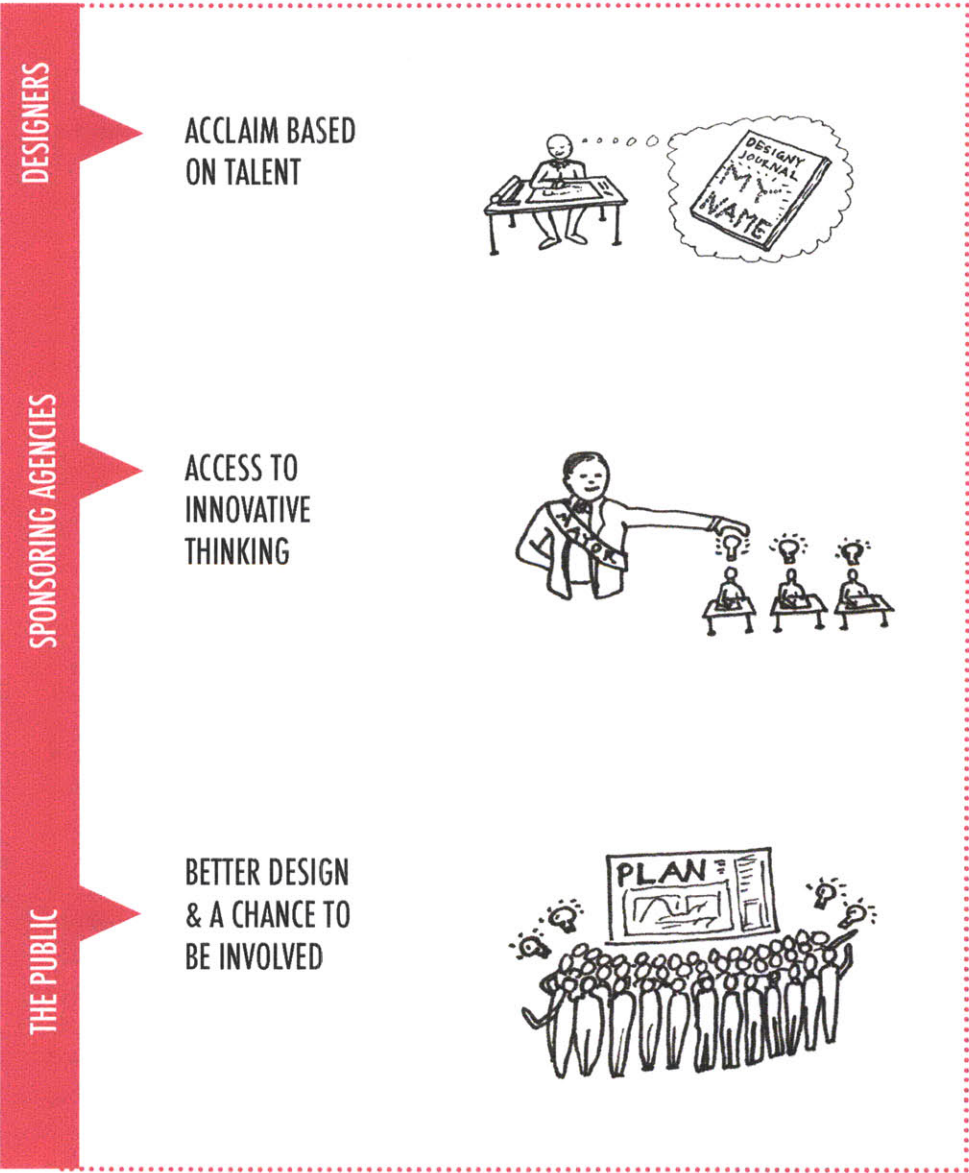 DESIGNERS
ACCLAIM BASED
ON TALENT
DESIGNY
JOURNAL
MY
NAME
SPONSORING AGENCIES
ACCESS TO
INNOVATIVE
THINKING
MAYOR
THE PUBLIC
BETTER DESIGN
& A CHANCE TO
BE INVOLVED
PLAN